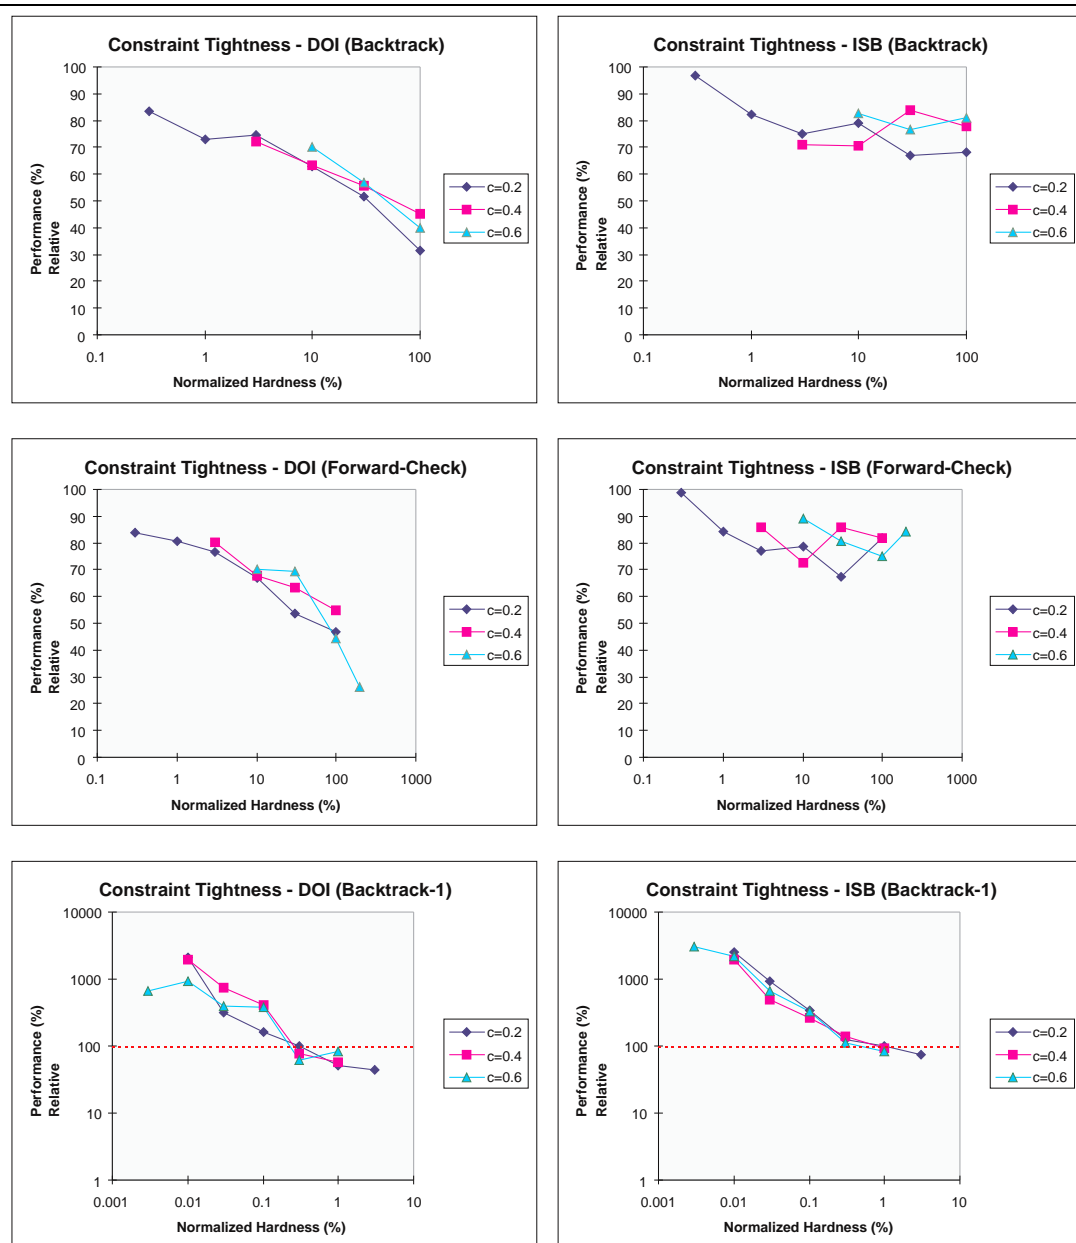 Constraint Tightness - DOI (Backtrack)
100
90
80
70
60
50
40
30
20
10
0
0.1 1 10 100
Normalized Hardness (%)
Performance (%)
Relative
c=0.2
c=0.4
c=0.6
Constraint Tightness - ISB (Backtrack)
100
90
80
70
60
50
40
30
20
10
0
0.1 1 10 100
Normalized Hardness (%)
Performance (%)
Relative
c=0.2
c=0.4
c=0.6
Constraint Tightness - DOI (Forward-Check)
100
90
80
70
60
50
40
30
20
10
0
0.1 1 10 100 1000
Normalized Hardness (%)
Performance (%)
Relative
c=0.2
c=0.4
c=0.6
Constraint Tightness - ISB (Forward-Check)
100
90
80
70
60
50
40
30
20
10
0
0.1 1 10 100 1000
Normalized Hardness (%)
Performance (%)
Relative
c=0.2
c=0.4
c=0.6
Constraint Tightness - DOI (Backtrack-1)
10000
1000
100
10
1
0.001 0.01 0.1 1 10
Normalized Hardness (%)
Performance (%)
Relative
c=0.2
c=0.4
c=0.6
Constraint Tightness - ISB (Backtrack-1)
10000
1000
100
10
1
0.001 0.01 0.1 1 10
Normalized Hardness (%)
Performance (%)
Relative
c=0.2
c=0.4
c=0.6